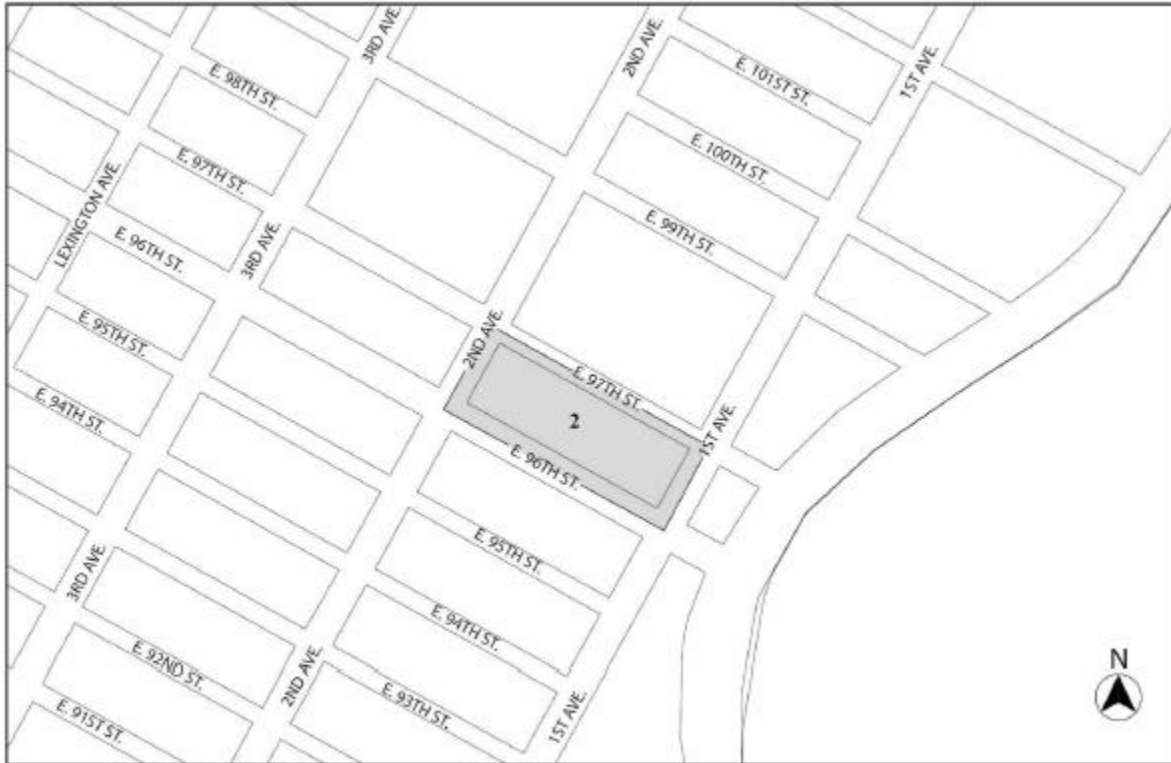 3RD AVE.
2ND AVE.
1ST AVE.
E. 98TH ST.
E. 101ST ST.
E. 97TH ST.
E. 100TH ST.
LEXINGTON AVE.
E. 96TH ST.
3RD AVE.
E. 99TH ST.
E. 95TH ST.
2ND AVE.
E. 97TH ST.
E. 94TH ST.
2
1ST AVE.
E. 96TH ST.
E. 95TH ST.
3RD AVE.
E. 94TH ST.
E. 92ND ST.
2ND AVE.
E. 93TH ST.
1ST AVE.
E. 91ST ST.
N